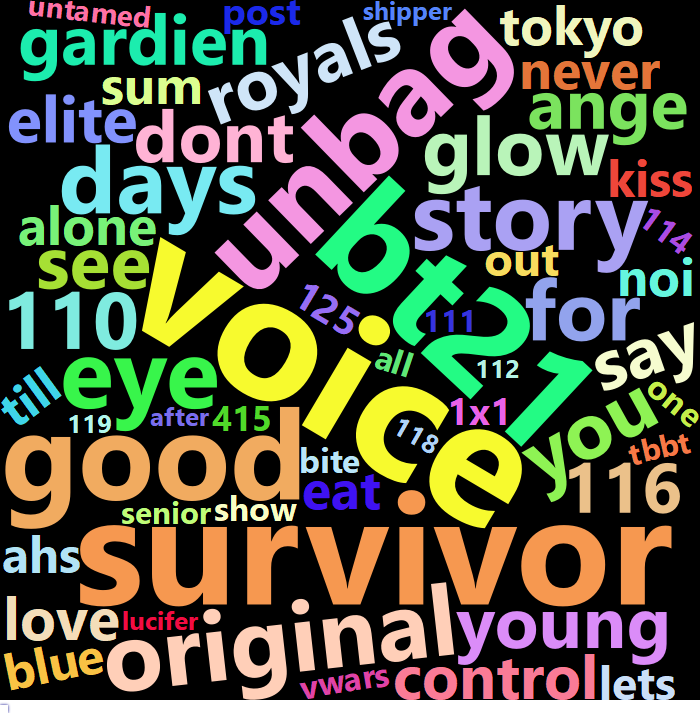 untamed
post
shipper
gardien
royals
tokyo
sum
unbag
never
elite
dont
ange
glow
days
kiss
alone
story
114
see
bt21
out
noi
110
voice
125
111
for
all
112
say
till
eye
one
119
after
415
118
1x1
you
good
bite
tbbt
eat
116
senior
show
survivor
ahs
love
lucifer
original
young
blue
vwars
control
lets